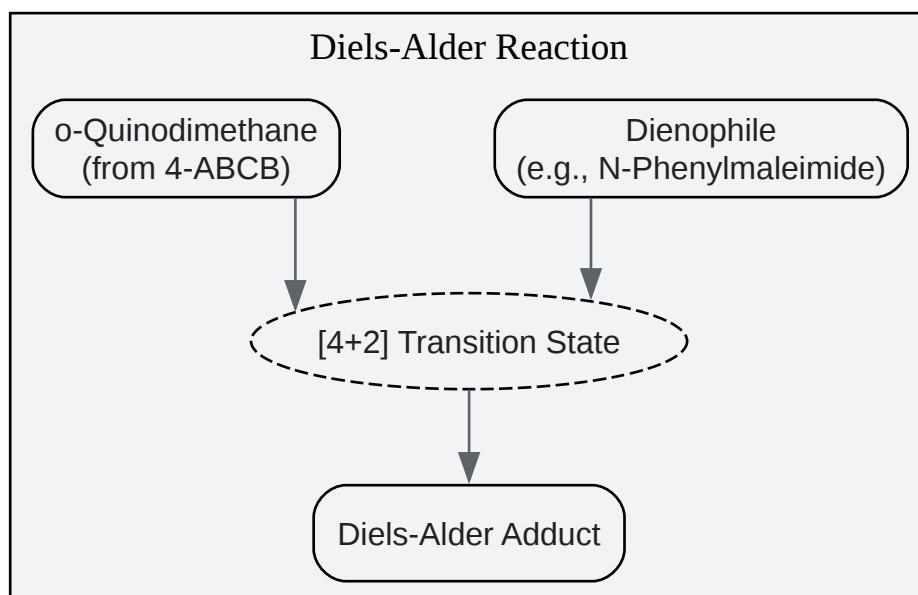 Diels-Alder Reaction
o-Quinodimethane
(from 4-ABCB)
Dienophile
(e.g., N-Phenylmaleimide)
[4+2] Transition State
Diels-Alder Adduct